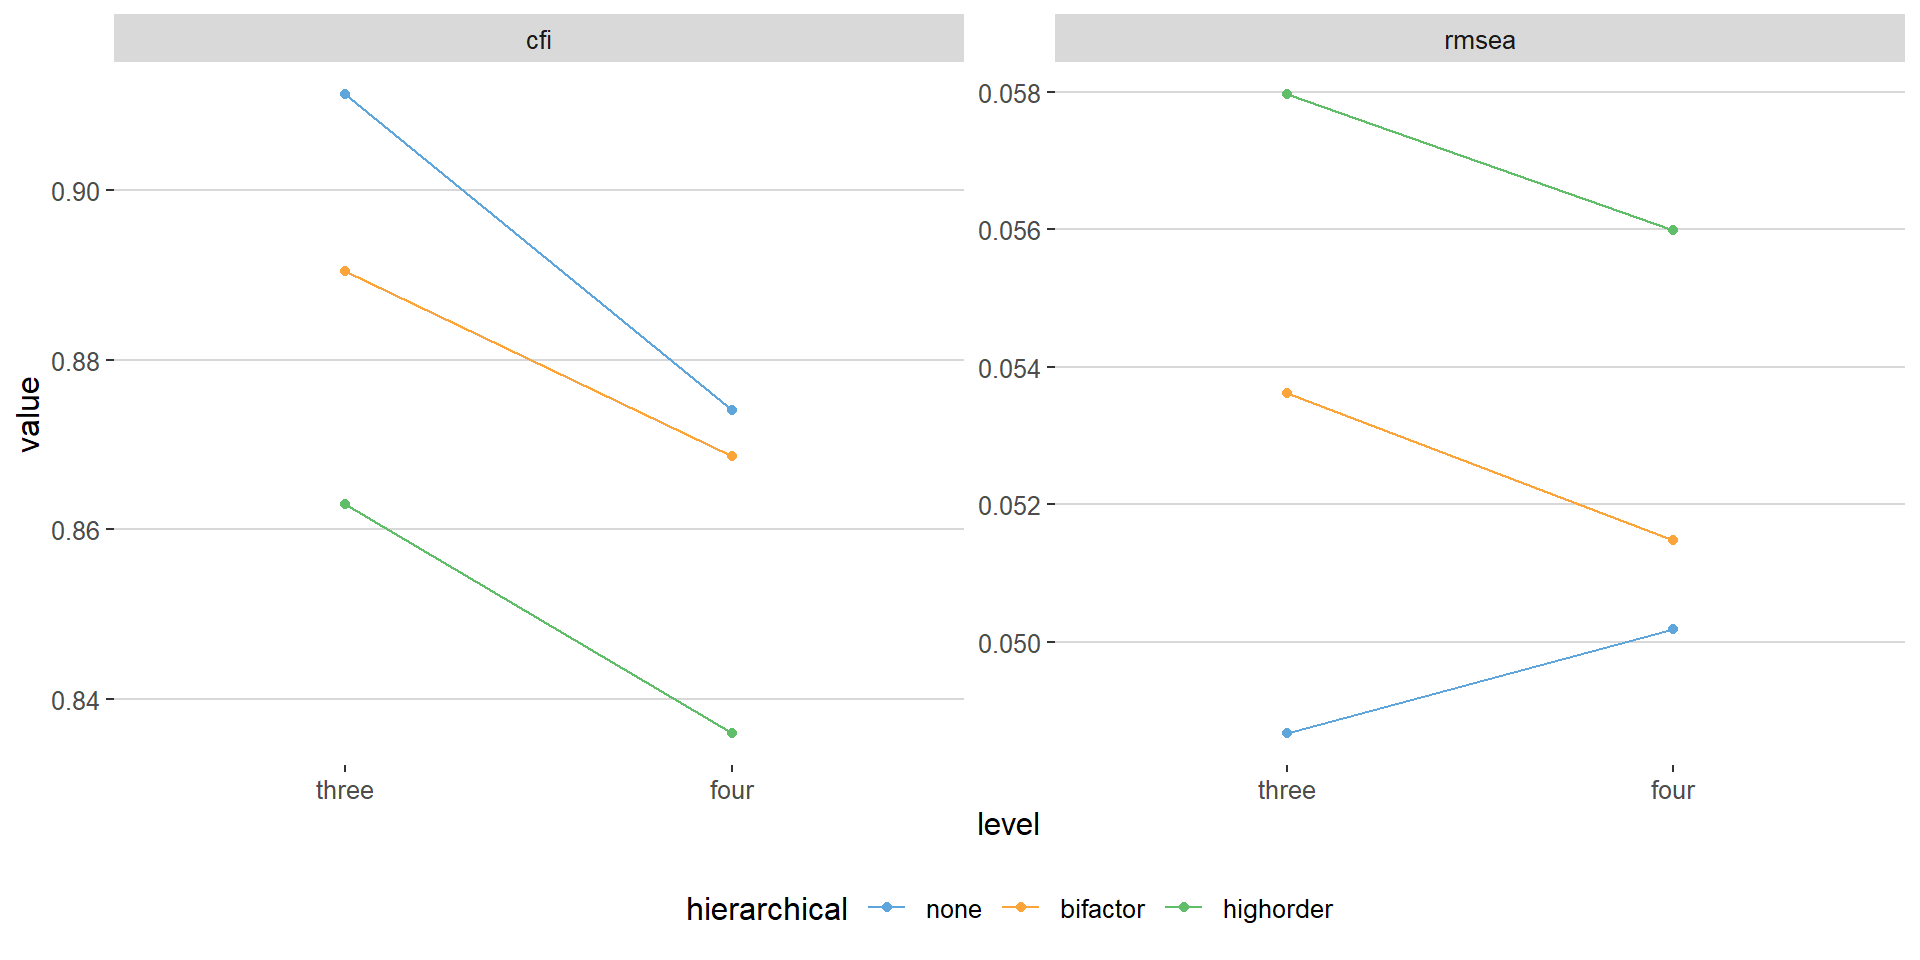 cfi
rmsea
value
0.90
0.88
0.86
0.84
0.058
0.056
0.054
0.052
0.050
three
four
three
four
level
hierarchical none bifactor highorder